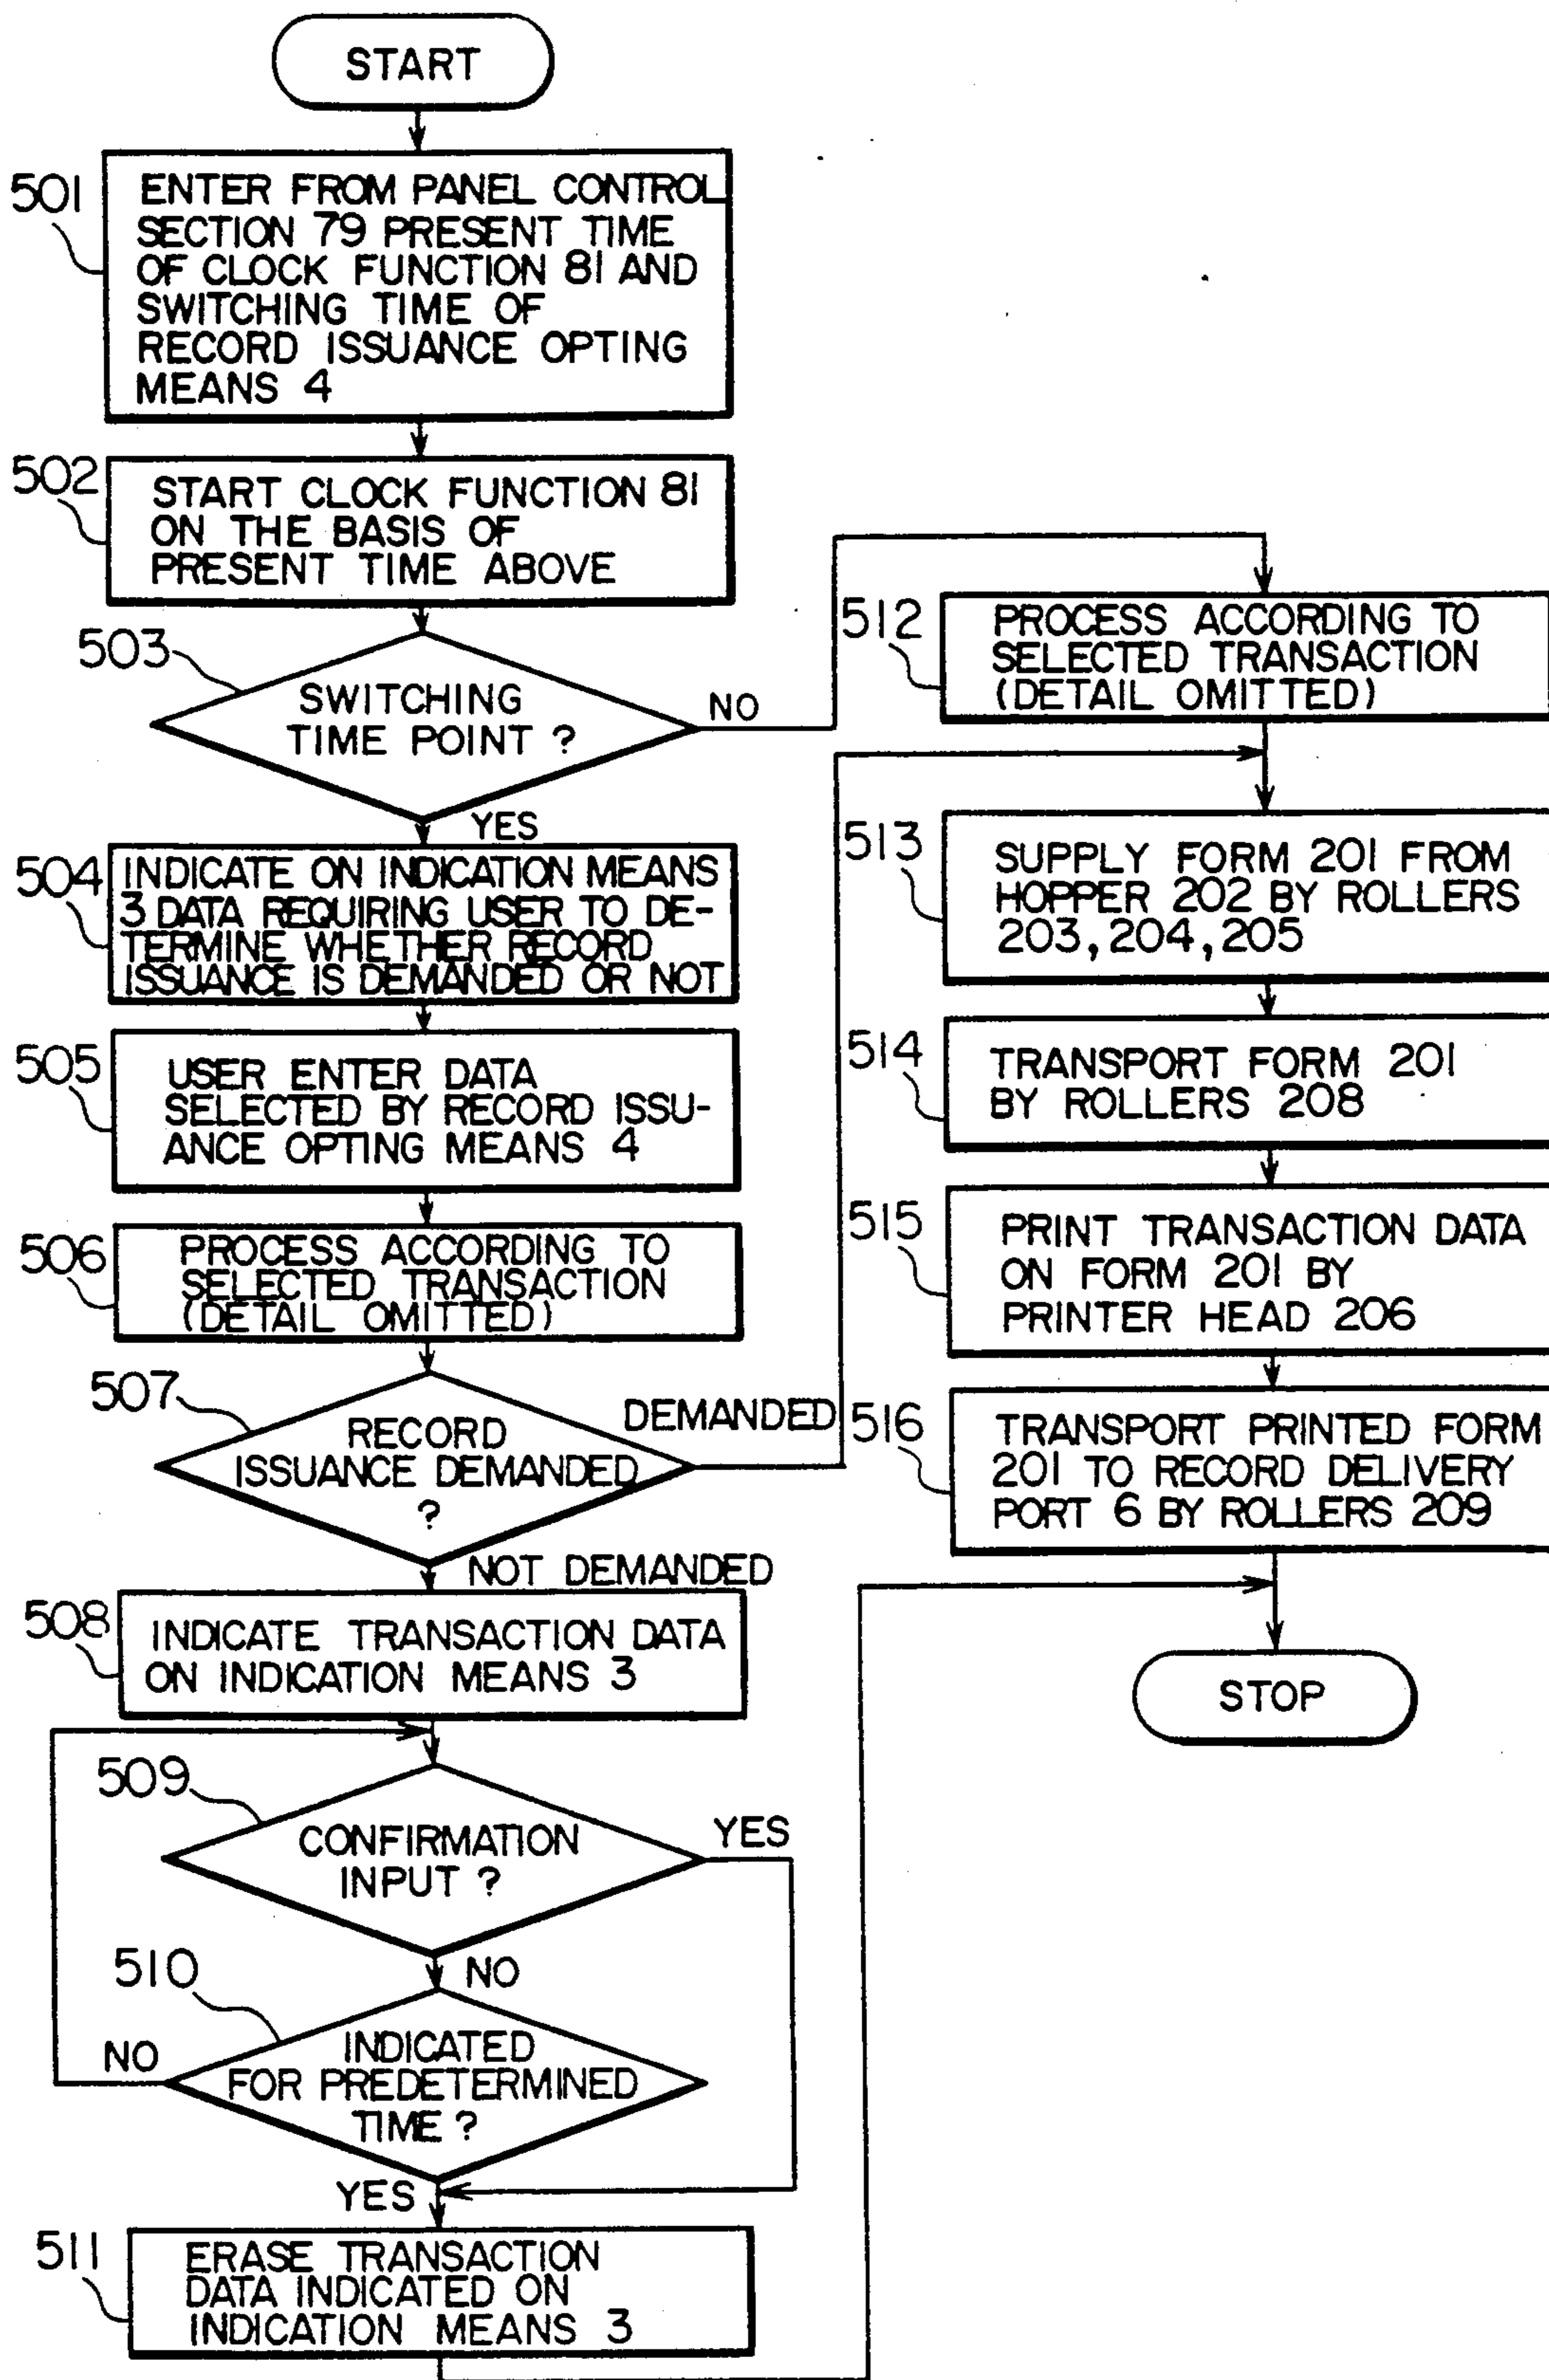 START
501
ENTER FROM PANEL CONTROL
SECTION 79 PRESENT TIME
OF CLOCK FUNCTION 81 AND
SWITCHING TIME OF
RECORD ISSUANCE OPTING
MEANS 4
502
START CLOCK FUNCTION 81
ON THE BASIS OF
PRESENT TIME ABOVE
503
SWITCHING
TIME POINT ?
NO
YES
504
INDICATE ON INDICATION MEANS
3 DATA REQUIRING USER TO DE-
TERMINE WHETHER RECORD
ISSUANCE IS DEMANDED OR NOT
505
USER ENTER DATA
SELECTED BY RECORD ISSU-
ANCE OPTING MEANS 4
506
PROCESS ACCORDING TO
SELECTED TRANSACTION
(DETAIL OMITTED)
507
RECORD
ISSUANCE DEMANDED
?
DEMANDED
NOT DEMANDED
508
INDICATE TRANSACTION DATA
ON INDICATION MEANS 3
509
CONFIRMATION
INPUT ?
YES
NO
510
INDICATED
FOR PREDETERMINED
TIME ?
NO
YES
511
ERASE TRANSACTION
DATA INDICATED ON
INDICATION MEANS 3
512
PROCESS ACCORDING TO
SELECTED TRANSACTION
(DETAIL OMITTED)
513
SUPPLY FORM 201 FROM
HOPPER 202 BY ROLLERS
203, 204, 205
514
TRANSPORT FORM 201
BY ROLLERS 208
515
PRINT TRANSACTION DATA
ON FORM 201 BY
PRINTER HEAD 206
516
TRANSPORT PRINTED FORM
201 TO RECORD DELIVERY
PORT 6 BY ROLLERS 209
STOP